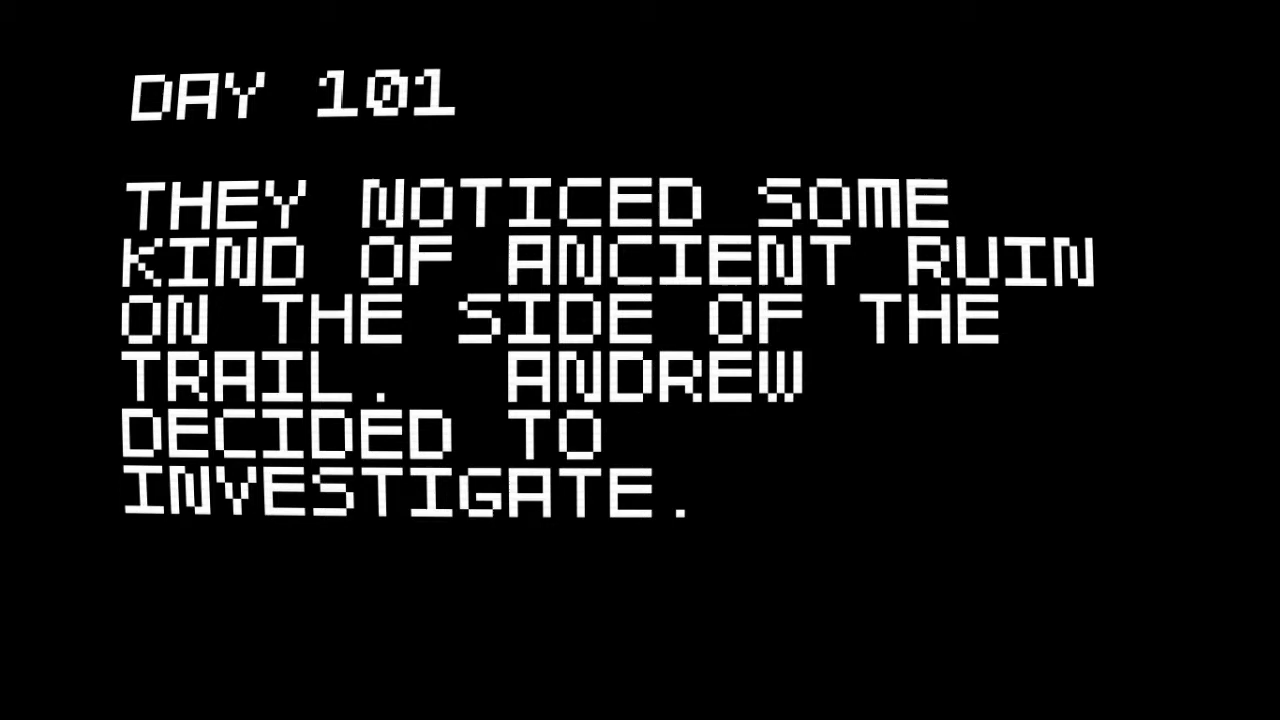 DAY 101
THEY NOTICED SOME
KIND OF ANCIENT RUIN
ON THE SIDE OF THE
TRAIL.  ANDREW
DECIDED TO
INVESTIGATE.